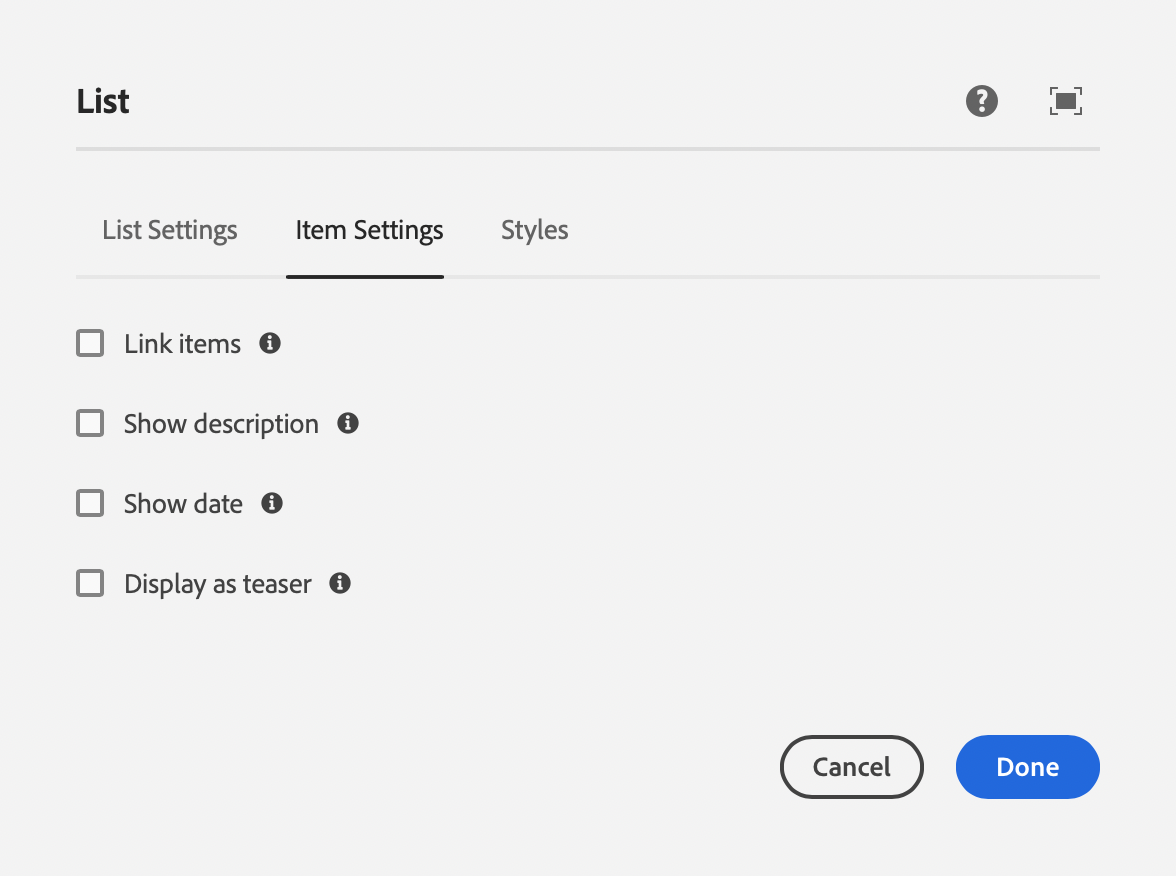 List
List Settings Item Settings Styles
Link items
Show description
Show date
Display as teaser
Cancel Done